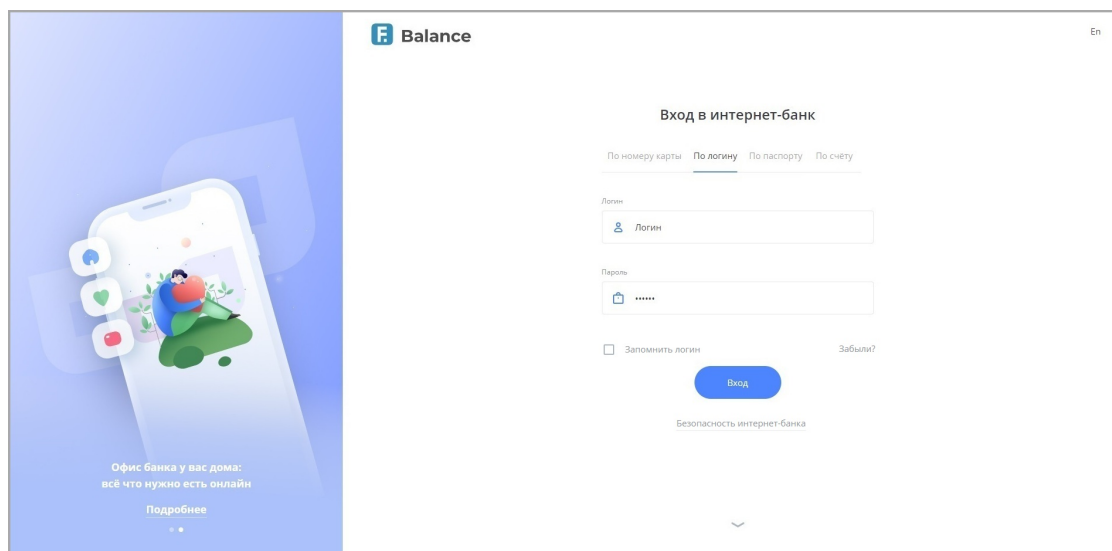 F. Balance
En
Вход в интернет-банк
По номеру карты По логину По паспорту По счёту
Логин
Логин
Пароль
••••••
Запомнить логин Забыли?
Вход
Безопасность интернет-банка
Офис банка у вас дома:
всё что нужно есть онлайн
Подробнее